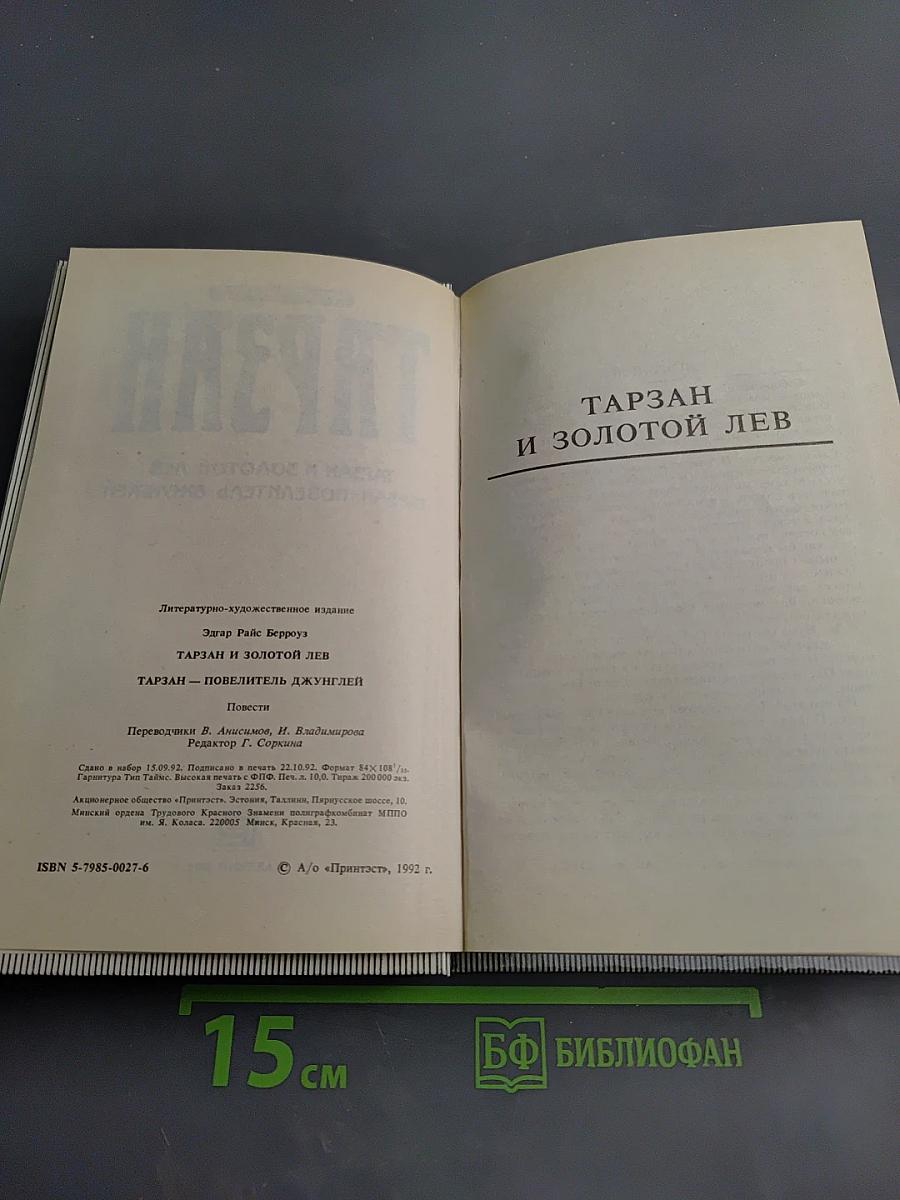 Литературно-художественное издание
Эдгар Райс Берроуз
ТАРЗАН И ЗОЛОТОЙ ЛЕВ
ТАРЗАН — ПОВЕЛИТЕЛЬ ДЖУНГЛЕЙ
Повести
Переводчики В. Анисимов, И. Владимирова
Редактор Г. Соркина
Сдано в набор 15.09.92. Подписано в печать 22.10.92. Формат 84×108¹/₃₂.
Гарнитура Тип Таймс. Высокая печать с ФПФ. Печ. л. 10,0. Тираж 200 000 экз.
Заказ 2256.
Акционерное общество «Принтэст». Эстония, Таллинн, Пярнусское шоссе, 10.
Минский ордена Трудового Красного Знамени полиграфкомбинат МППО
им. Я. Коласа. 220005 Минск, Красная, 23.
ISBN 5-7985-0027-6
© А/о «Принтэст», 1992 г.
ТАРЗАН
И ЗОЛОТОЙ ЛЕВ
15 см
БФ БИБЛИОФАН